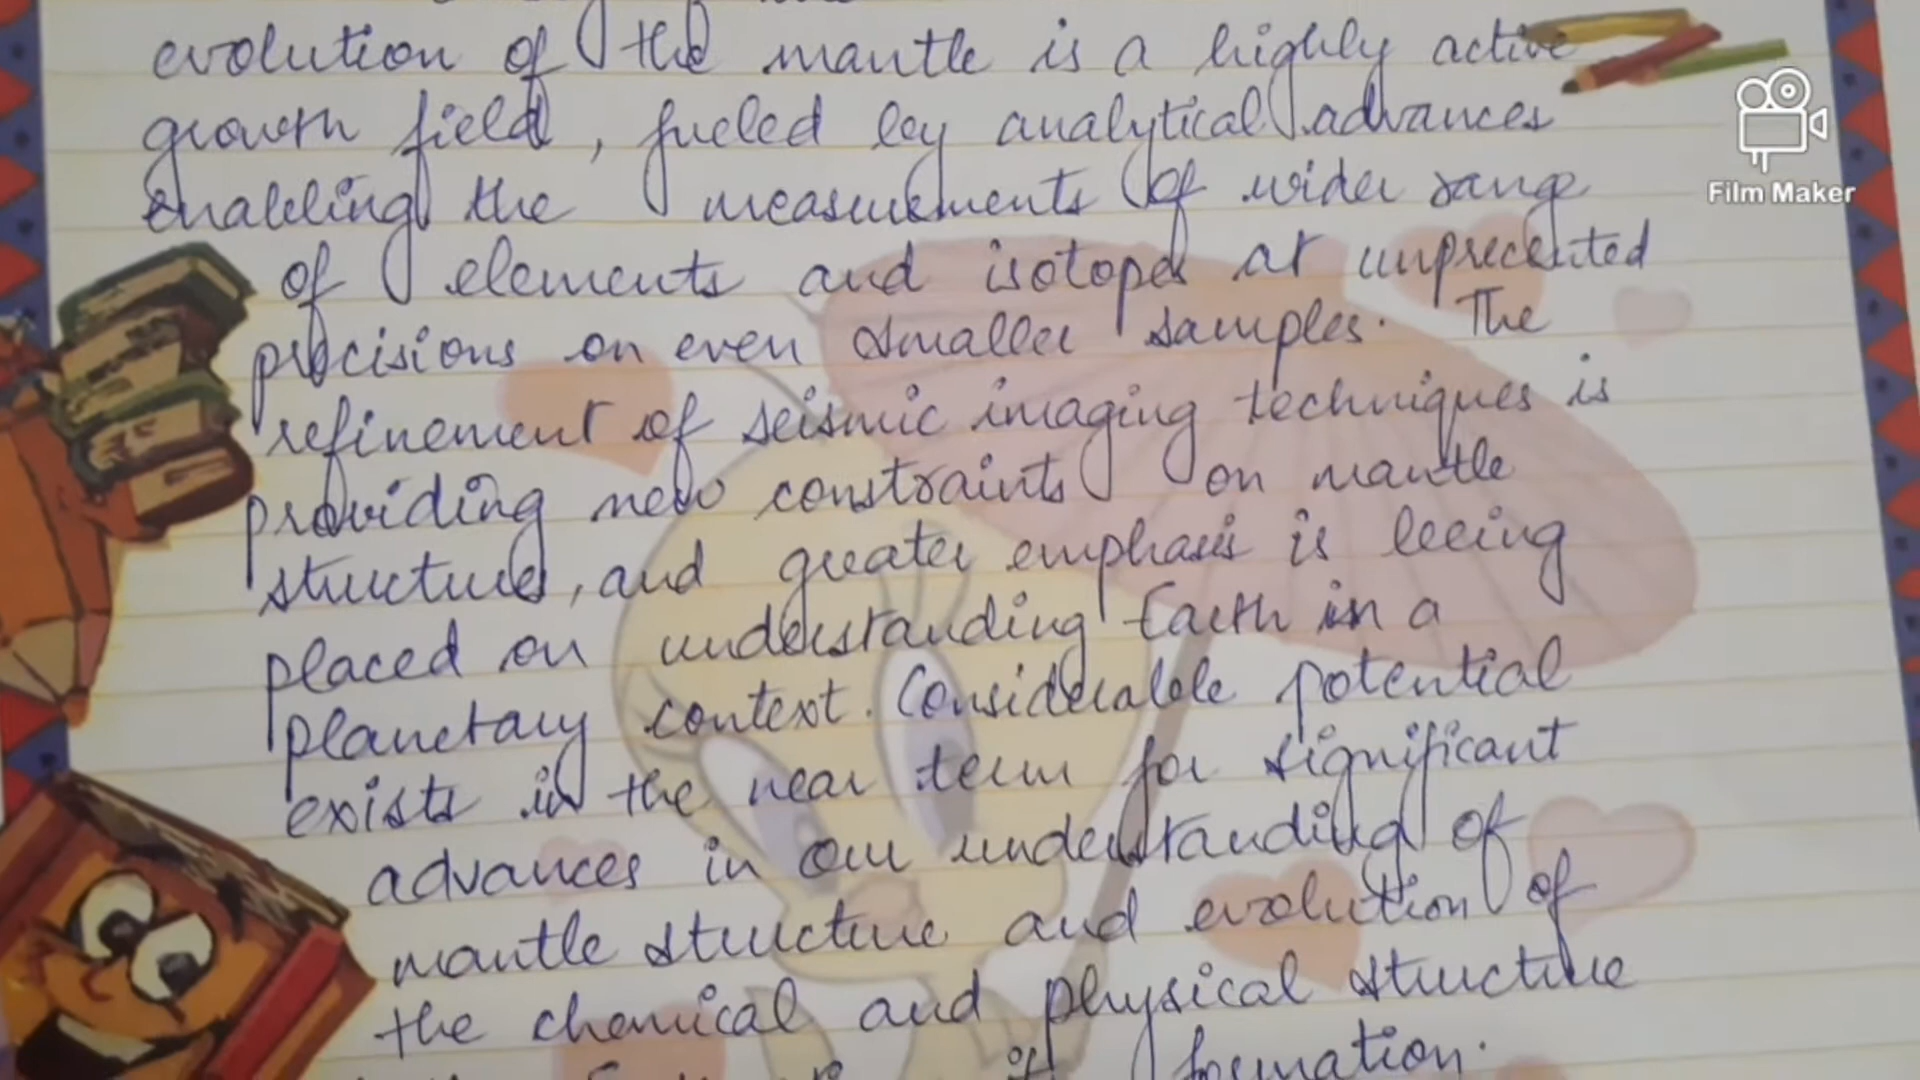 evolution of the mantle is a highly active
growth field, fueled by analytical advances
enabling the measurements of wider range
of elements and isotopes at unprecented
precisions on even smaller samples. The
refinement of seismic imaging techniques is
providing new constraints on mantle
structures, and greater emphasis is being
placed on understanding Earth in a
planetary context. Considerable potential
exists in the near term for significant
advances in our understanding of
mantle structure and evolution of
the chemical and physical structure
formation.
Film Maker